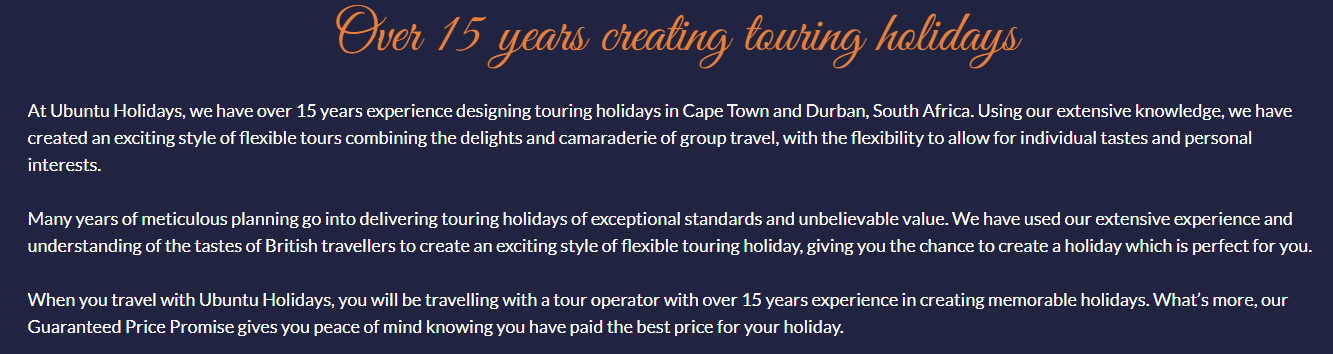 Over 15 years creating touring holidays
At Ubuntu Holidays, we have over 15 years experience designing touring holidays in Cape Town and Durban, South Africa. Using our extensive knowledge, we have
created an exciting style of flexible tours combining the delights and camaraderie of group travel, with the flexibility to allow for individual tastes and personal
interests.
Many years of meticulous planning go into delivering touring holidays of exceptional standards and unbelievable value. We have used our extensive experience and
understanding of the tastes of British travellers to create an exciting style of flexible touring holiday, giving you the chance to create a holiday which is perfect for you.
When you travel with Ubuntu Holidays, you will be travelling with a tour operator with over 15 years experience in creating memorable holidays. What’s more, our
Guaranteed Price Promise gives you peace of mind knowing you have paid the best price for your holiday.